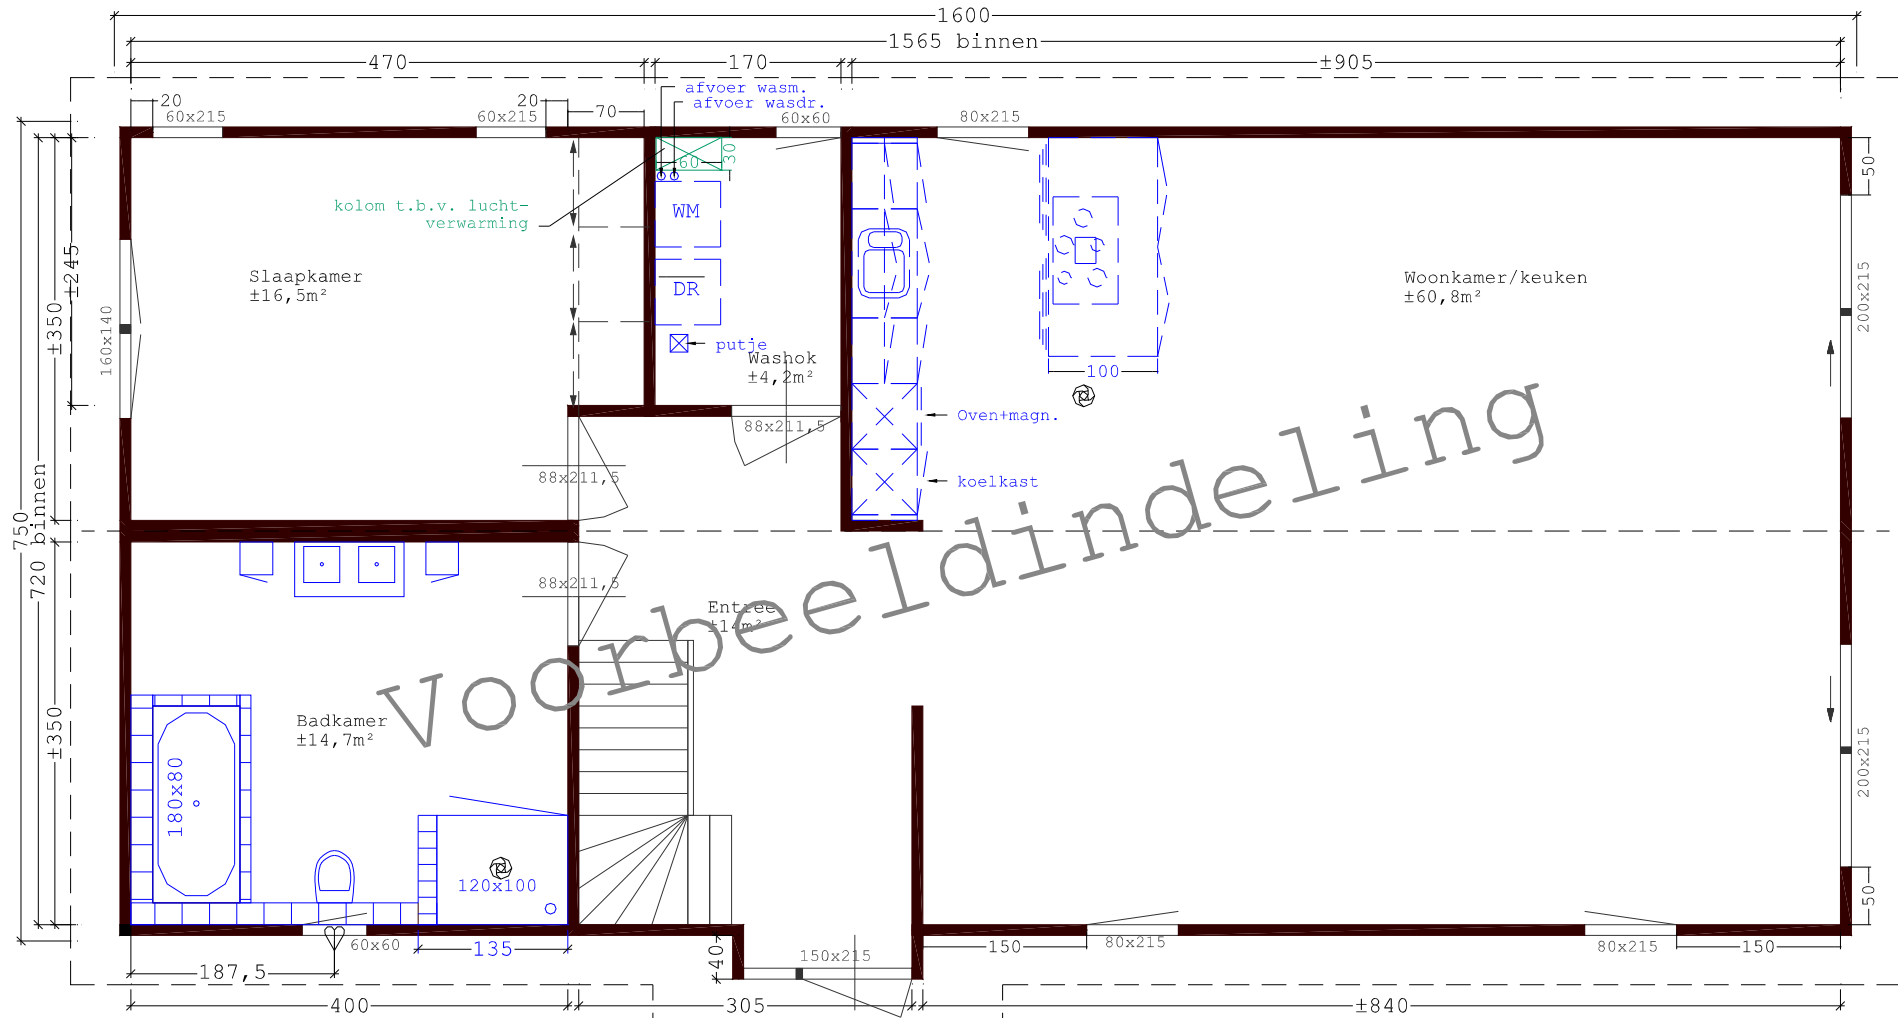 1600
1565 binnen
470
170
±905
20
60x215
20
60x215
70
afvoer wasm.
afvoer wasdr.
60x60
80x215
60
30
50
kolom t.b.v. lucht-
verwarming
WM
DR
putje
Slaapkamer
±16,5m²
Washok
±4,2m²
Woonkamer/keuken
±60,8m²
±245
±350
160x140
200x215
100
Oven+magn.
koelkast
88x211,5
88x211,5
88x211,5
750
720 binnen
Voorbeeldindeling
Entree
±14m²
Badkamer
±14,7m²
±350
180x80
120x100
200x215
50
60x60
135
187,5
40
150x215
150
80x215
80x215
150
400
305
±840